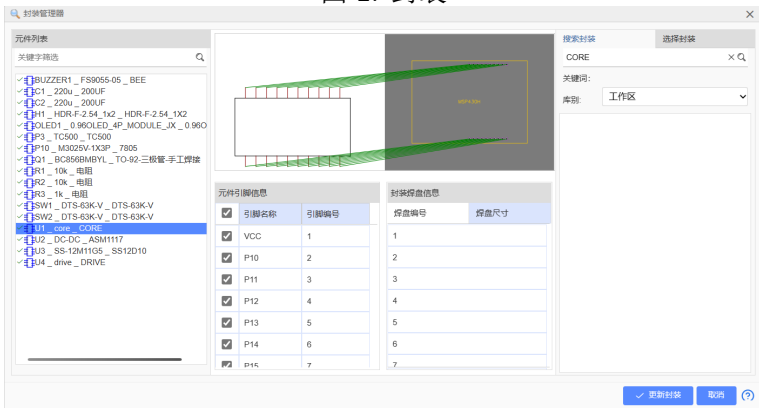 封装管理器
元件列表
关键字筛选
BUZZER1 _ FS9055-05 _ BEE
C1 _ 220u _ 200UF
C2 _ 220u _ 200UF
H1 _ HDR-F-2.54_1x2 _ HDR-F-2.54_1X2
OLED1 _ 0.96OLED_4P_MODULE_JX _ 0.96O
P3 _ TC500 _ TC500
P10 _ M3025V-1X3P _ 7805
Q1 _ BC856BMBYL _ TO-92-三极管-手工焊接
R1 _ 10k _ 电阻
R2 _ 10k _ 电阻
R3 _ 1k _ 电阻
SW1 _ DTS-63K-V _ DTS-63K-V
SW2 _ DTS-63K-V _ DTS-63K-V
U1 _ core _ CORE
U2 _ DC-DC _ ASM1117
U3 _ SS-12M11G5 _ SS12D10
U4 _ drive _ DRIVE
元件引脚信息
引脚名称 引脚编号
VCC 1
P10 2
P11 3
P12 4
P13 5
P14 6
P15 7
封装焊盘信息
焊盘编号 焊盘尺寸
1
2
3
4
5
6
7
搜索封装 选择封装
CORE
关键词:
库别: 工作区
更新封装 取消